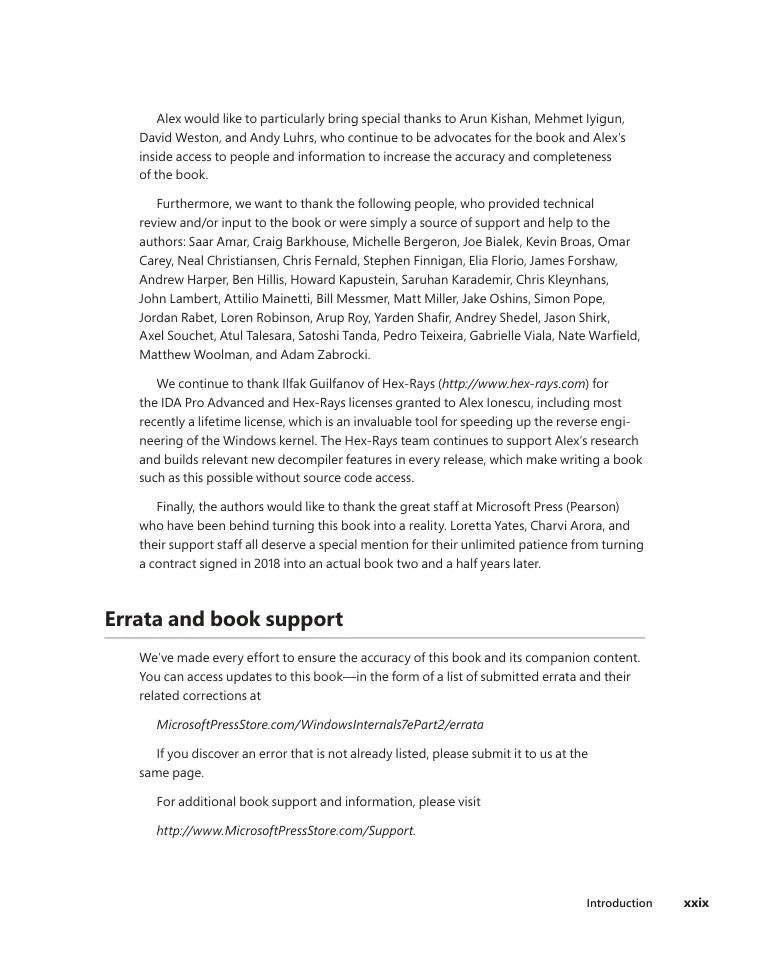 Alex would like to particularly bring special thanks to Arun Kishan, Mehmet Iyigun,
David Weston, and Andy Luhrs, who continue to be advocates for the book and Alex's
inside access to people and information to increase the accuracy and completeness
of the book.
Furthermore, we want to thank the following people, who provided technical
review and/or input to the book or were simply a source of support and help to the
authors: Saar Amar, Craig Barkhouse, Michelle Bergeron, Joe Bialek, Kevin Broas, Omar
Carey, Neal Christiansen, Chris Fernald, Stephen Finnigan, Elia Florio, James Forshaw,
Andrew Harper, Ben Hillis, Howard Kapustein, Saruhan Karademir, Chris Kleynhans,
John Lambert, Attilio Mainetti, Bill Messmer, Matt Miller, Jake Oshins, Simon Pope,
Jordan Rabet, Loren Robinson, Arup Roy, Yarden Shafir, Andrey Shedel, Jason Shirk,
Axel Souchet, Atul Talesara, Satoshi Tanda, Pedro Teixeira, Gabrielle Viala, Nate Warfield,
Matthew Woolman, and Adam Zabrocki.
We continue to thank Ilfak Guilfanov of Hex-Rays (http://www.hex-rays.com) for
the IDA Pro Advanced and Hex-Rays licenses granted to Alex Ionescu, including most
recently a lifetime license, which is an invaluable tool for speeding up the reverse engi-
neering of the Windows kernel. The Hex-Rays team continues to support Alex's research
and builds relevant new decompiler features in every release, which make writing a book
such as this possible without source code access.
Finally, the authors would like to thank the great staff at Microsoft Press (Pearson)
who have been behind turning this book into a reality. Loretta Yates, Charvi Arora, and
their support staff all deserve a special mention for their unlimited patience from turning
a contract signed in 2018 into an actual book two and a half years later.
Errata and book support
We've made every effort to ensure the accuracy of this book and its companion content.
You can access updates to this book—in the form of a list of submitted errata and their
related corrections at
MicrosoftPressStore.com/WindowsInternals7ePart2/errata
If you discover an error that is not already listed, please submit it to us at the
same page.
For additional book support and information, please visit
http://www.MicrosoftPressStore.com/Support.
Introduction xxix